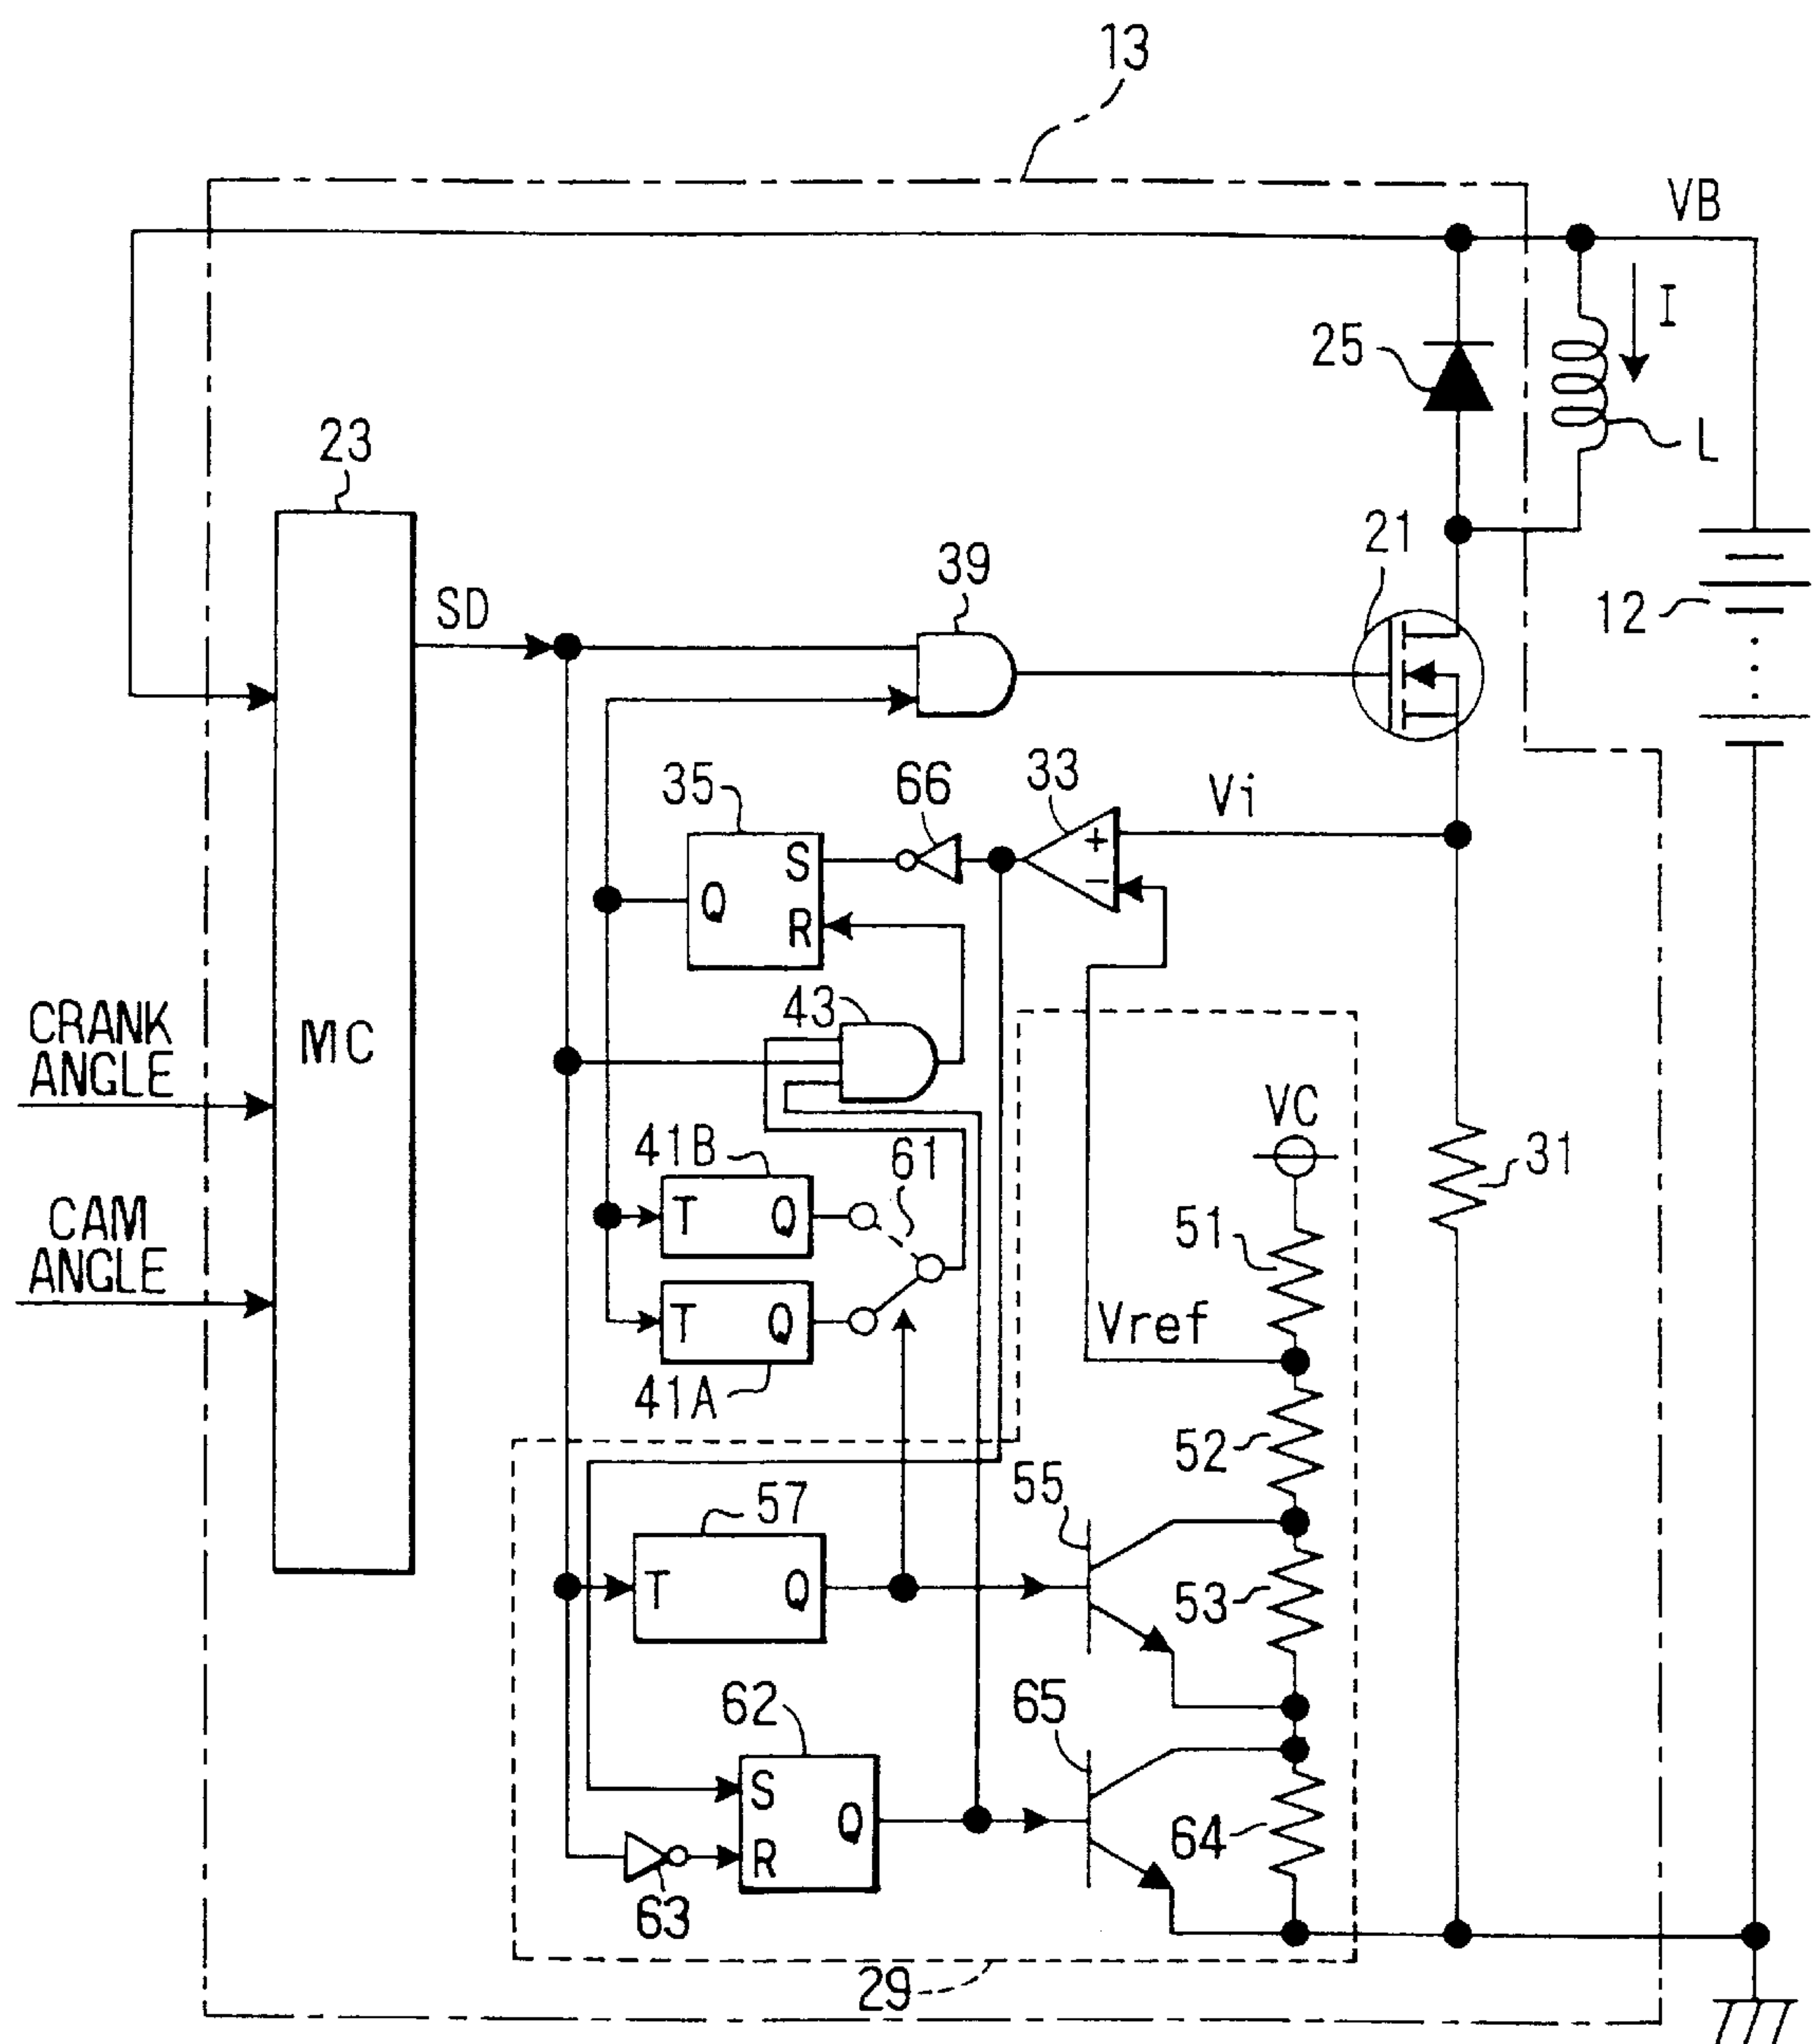 13
VB
I
25
L
23
21
39
SD
12
33
Vi
66
35
+
S
−
Q
R
CRANK
ANGLE
MC
43
VC
41B
61
31
T Q
51
CAM
ANGLE
T Q
Vref
41A
52
55
57
T Q
53
62
65
S
Q
64
R
63
29